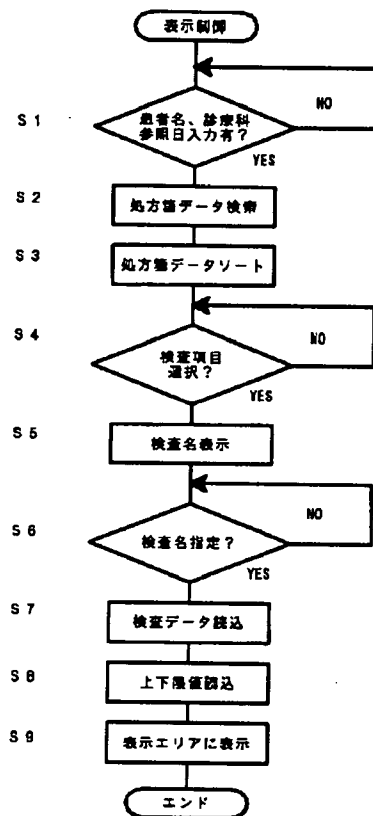 表示制御
S1
患者名、診療科
参照日入力有?
NO
YES
S2
処方箋データ検索
S3
処方箋データソート
S4
検査項目
選択?
NO
YES
S5
検査名表示
S6
検査名指定?
NO
YES
S7
検査データ読込
S8
上下限値読込
S9
表示エリアに表示
エンド